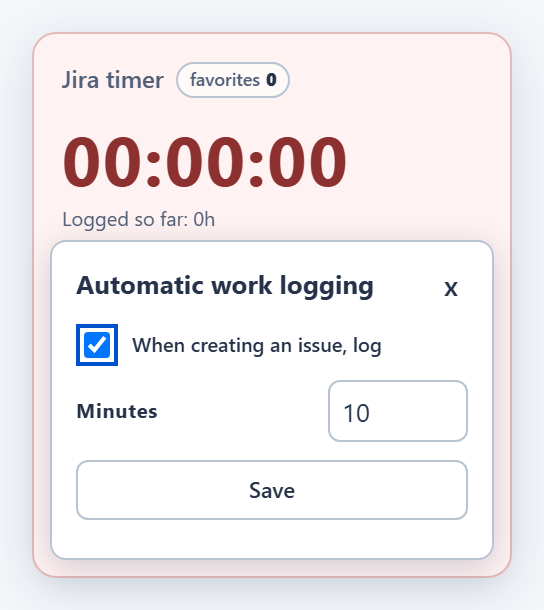 Jira timer favorites 0
00:00:00
Logged so far: 0h
Automatic work logging x
When creating an issue, log
Minutes 10
Save